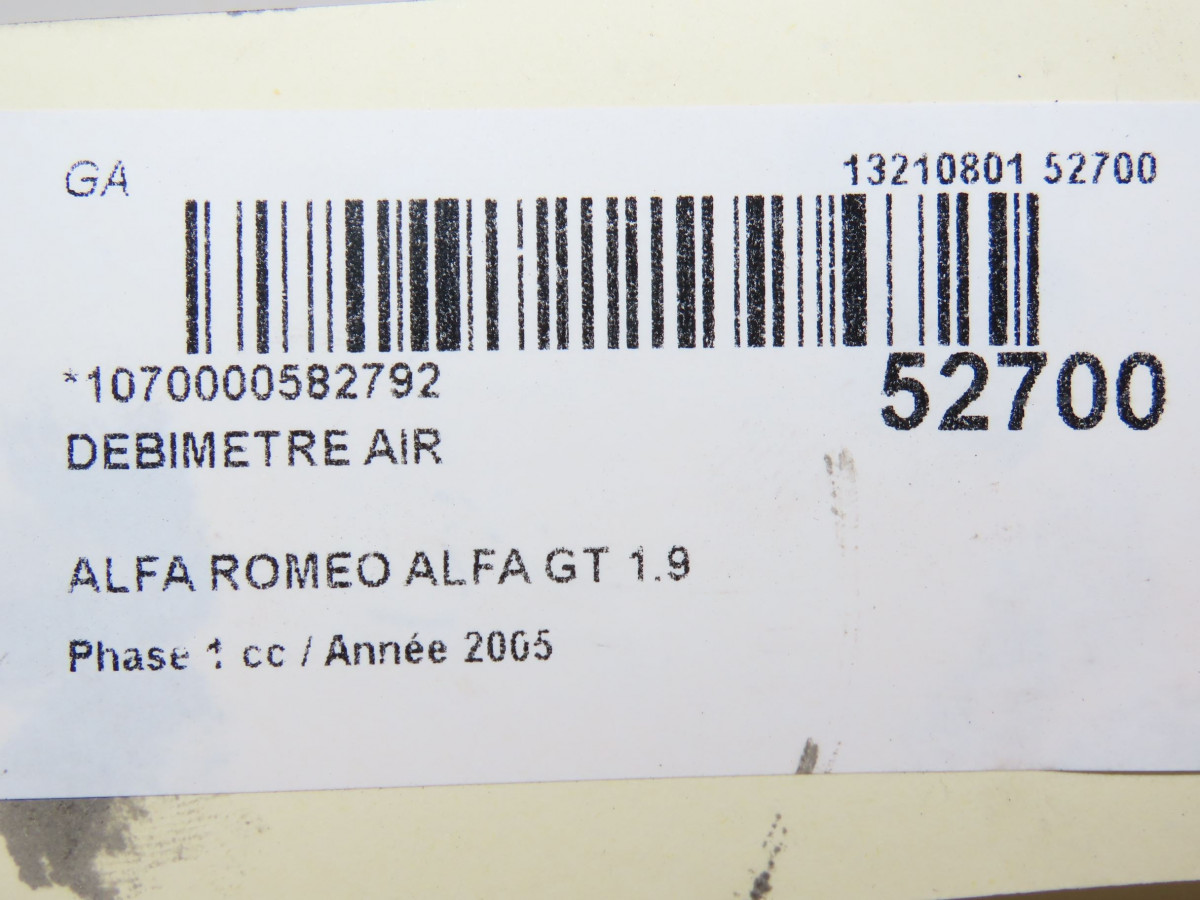 GA
13210801 52700
*1070000582792
52700
DEBIMETRE AIR
ALFA ROMEO ALFA GT 1.9
Phase 1 cc / Année 2005